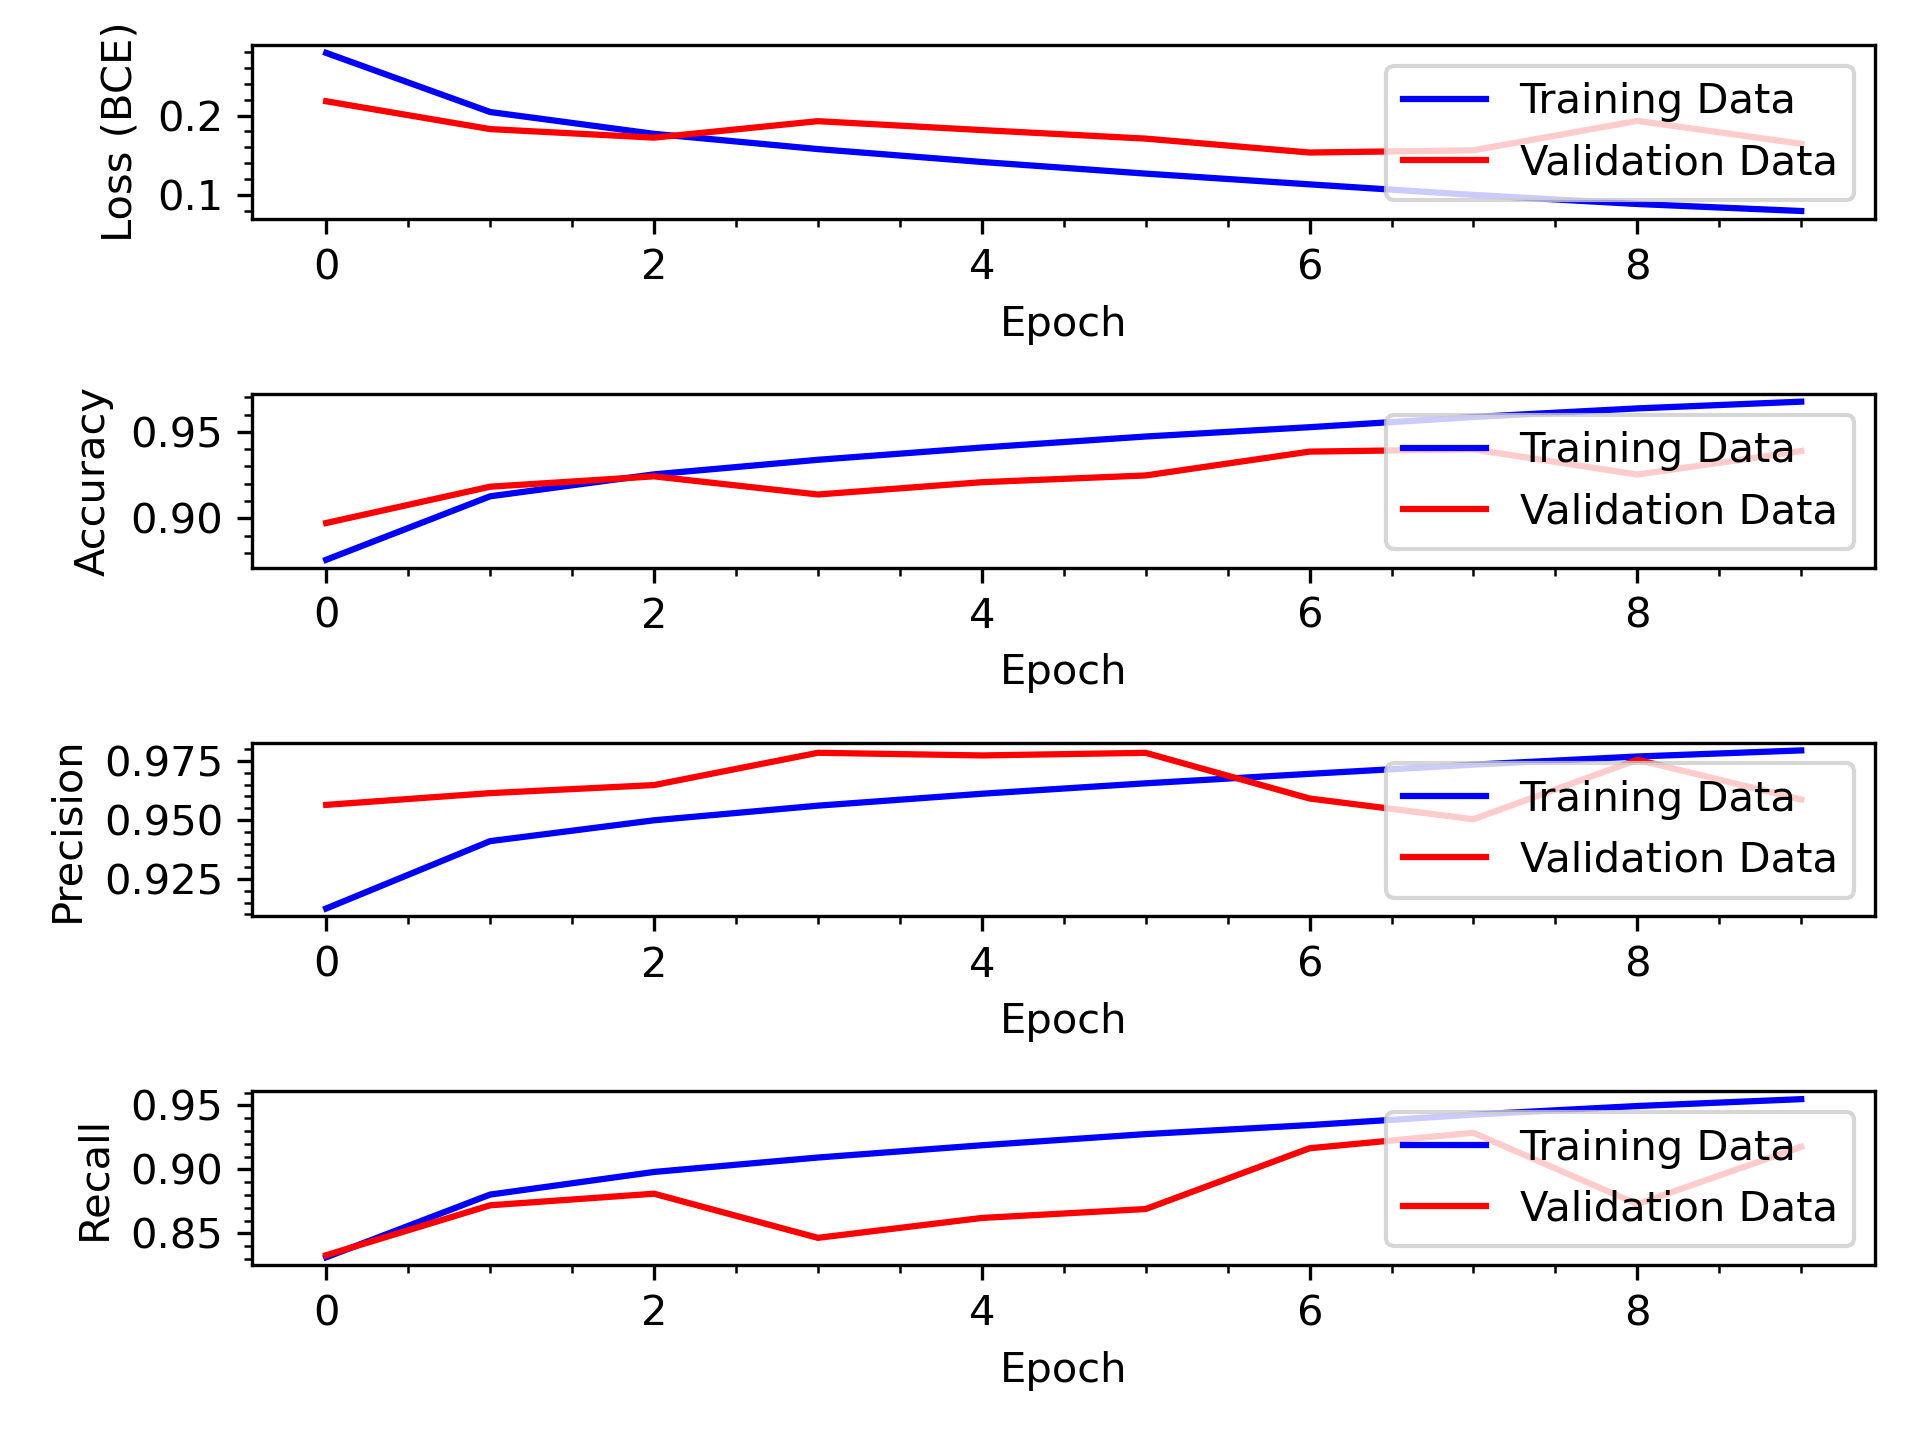 Loss (BCE)
0.2
0.1
Training Data
Validation Data
0 2 4 6 8
Epoch
Accuracy
0.95
0.90
Training Data
Validation Data
0 2 4 6 8
Epoch
Precision
0.975
0.950
0.925
Training Data
Validation Data
0 2 4 6 8
Epoch
Recall
0.95
0.90
0.85
Training Data
Validation Data
0 2 4 6 8
Epoch